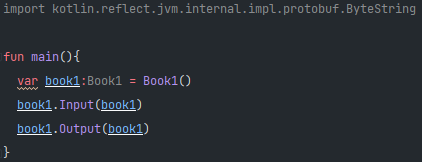 import kotlin.reflect.jvm.internal.impl.protobuf.ByteString
fun main(){
var book1:Book1 = Book1()
book1.Input(book1)
book1.Output(book1)
}